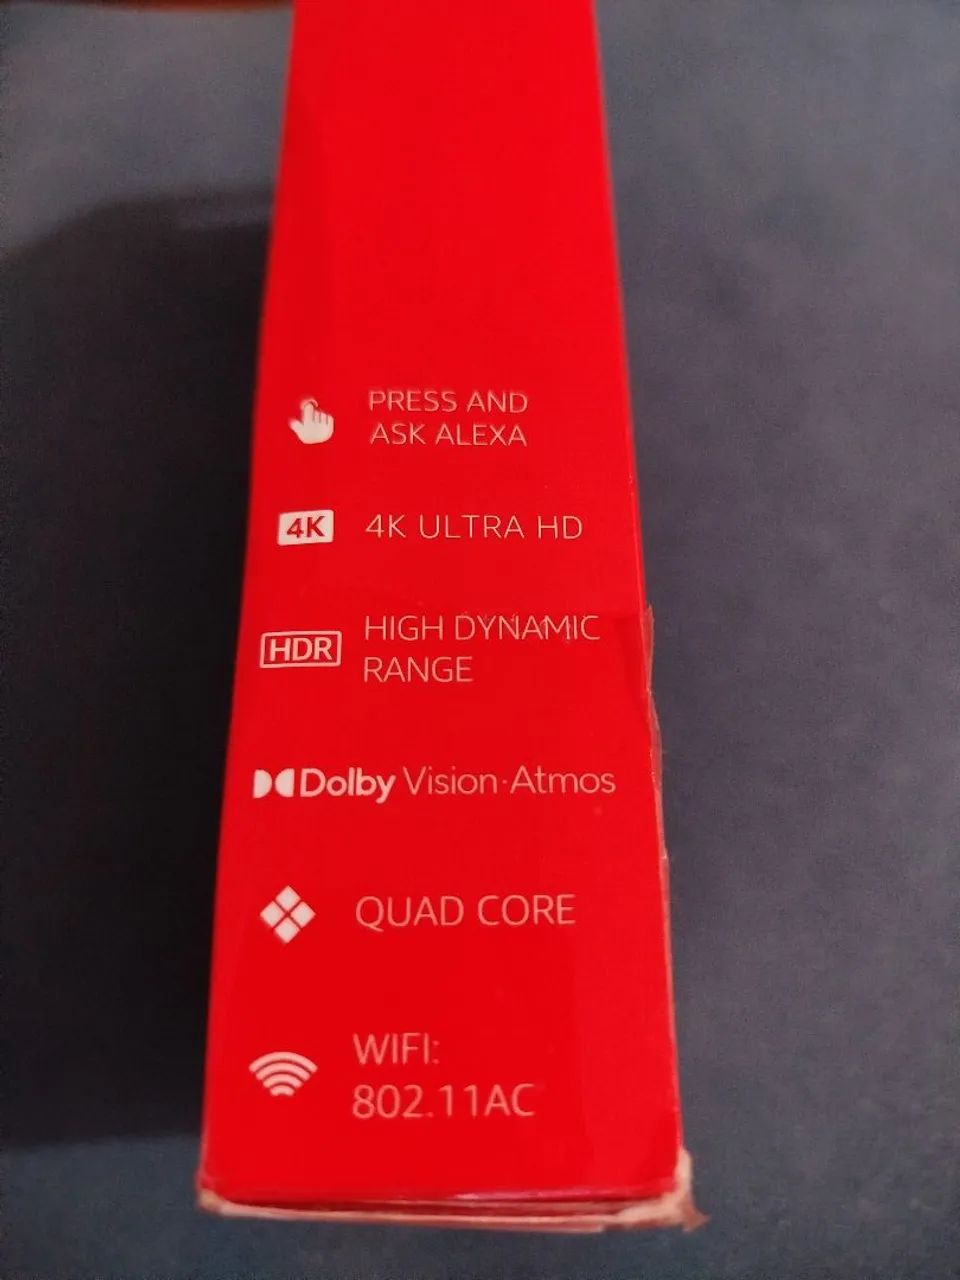 PRESS AND
ASK ALEXA
4K 4K ULTRA HD
HDR HIGH DYNAMIC
RANGE
Dolby Vision·Atmos
QUAD CORE
WIFI:
802.11AC